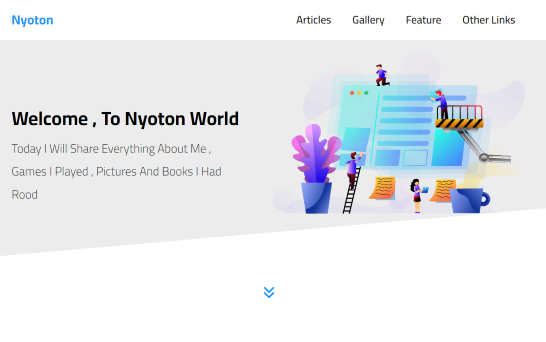 Nyoton
Articles Gallery Feature Other Links
Welcome , To Nyoton World
Today I Will Share Everything About Me ,
Games I Played , Pictures And Books I Had
Rood